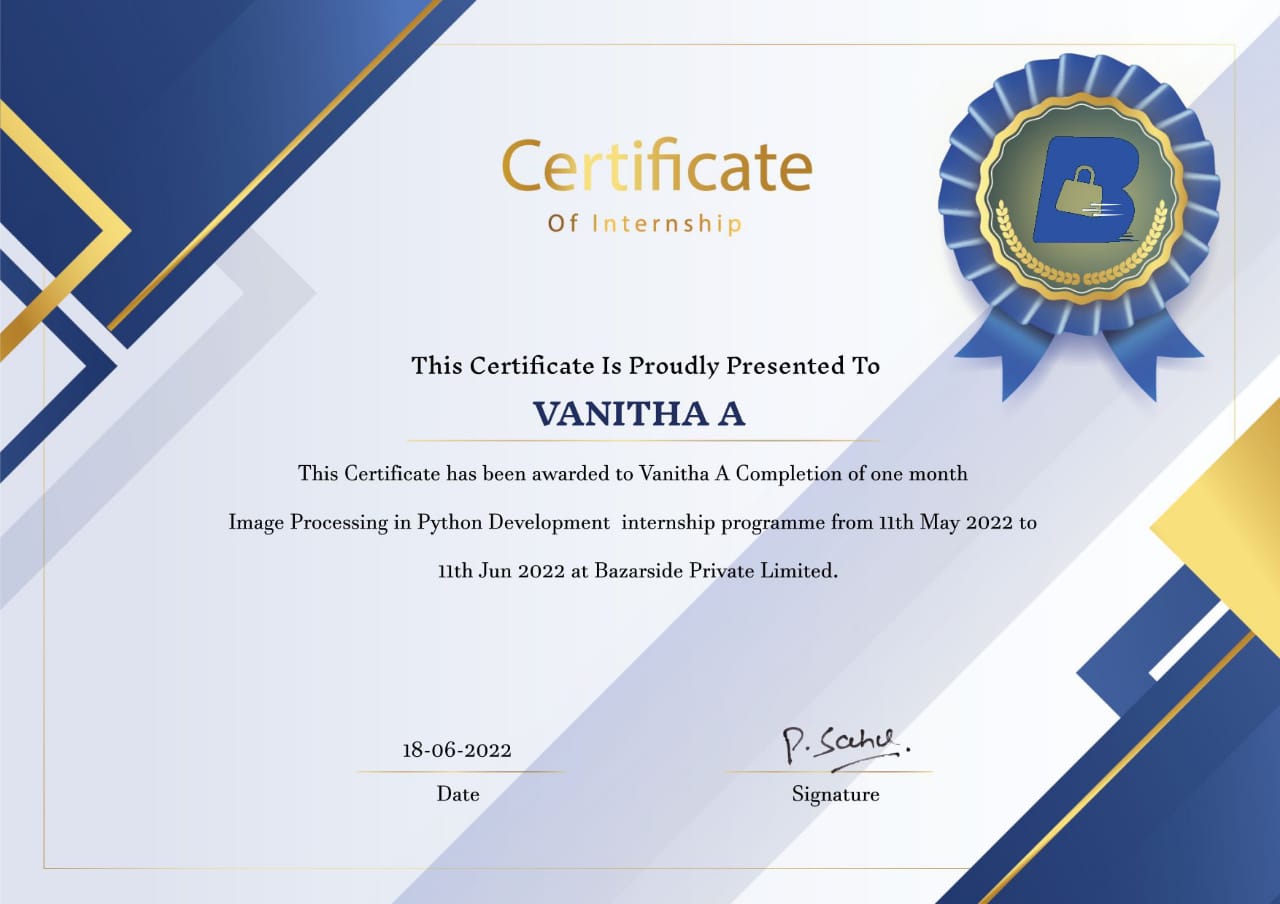 Certificate
Of Internship
B
This Certificate Is Proudly Presented To
VANITHA A
This Certificate has been awarded to Vanitha A Completion of one month
Image Processing in Python Development internship programme from 11th May 2022 to
11th Jun 2022 at Bazarside Private Limited.
18-06-2022
P. Sahu.
Date
Signature